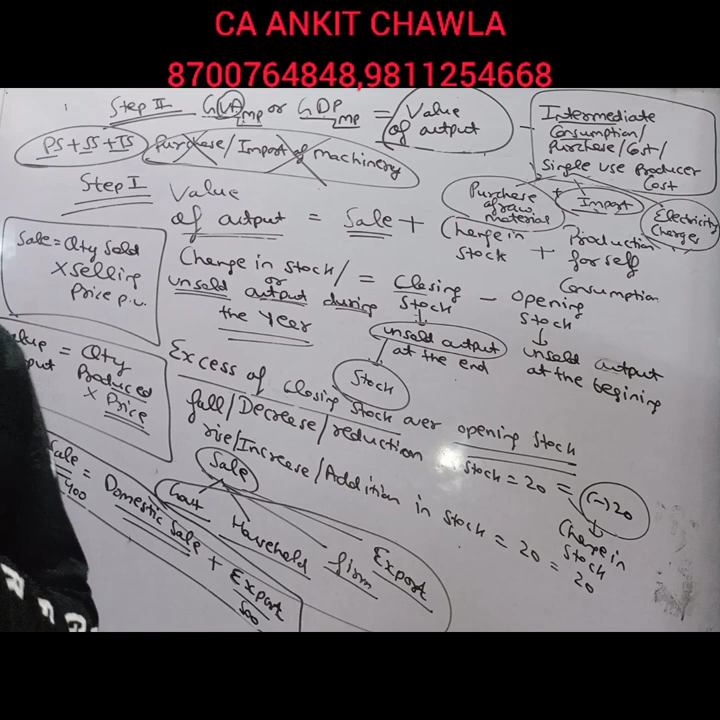 CA ANKIT CHAWLA
8700764848,9811254668
Step II GVAMP or GDPMP = Value of output - Intermediate Consumption/ Purchase/Cost/ Single use Producer Cost
PS+SS+TS Purchase/Import of machinery
Purchase of raw material + Import Electricity Charges
Step I Value of output = Sale + Change in Stock + Production for self Consumption
Sale = Qty sold × selling Price p.u.
Change in stock/ or unsold output during the year = Closing Stock - opening Stock
unsold output at the end
unsold output at the begining
Stock
= Qty Produced × Price
Excess of closing stock over opening stock
fall/Decrease/reduction stock = 20 = (-)20
rise/Increase/Addition in stock = 20 = 20
Change in Stock
Sale
Govt Household firm Export
Sale = Domestic Sale + Export
400 500